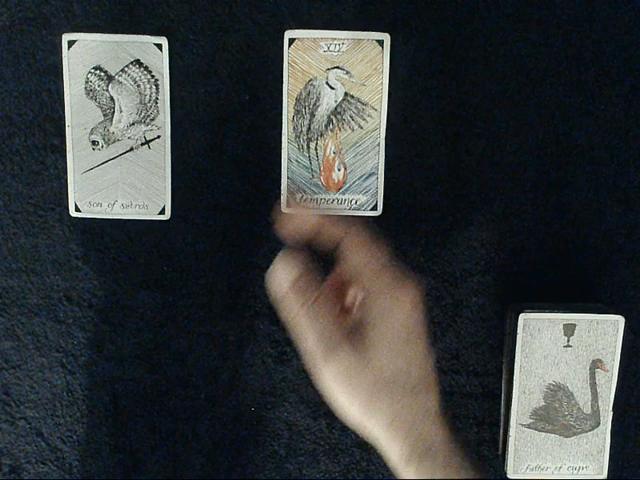 son of swords
XIV
temperance
father of cups